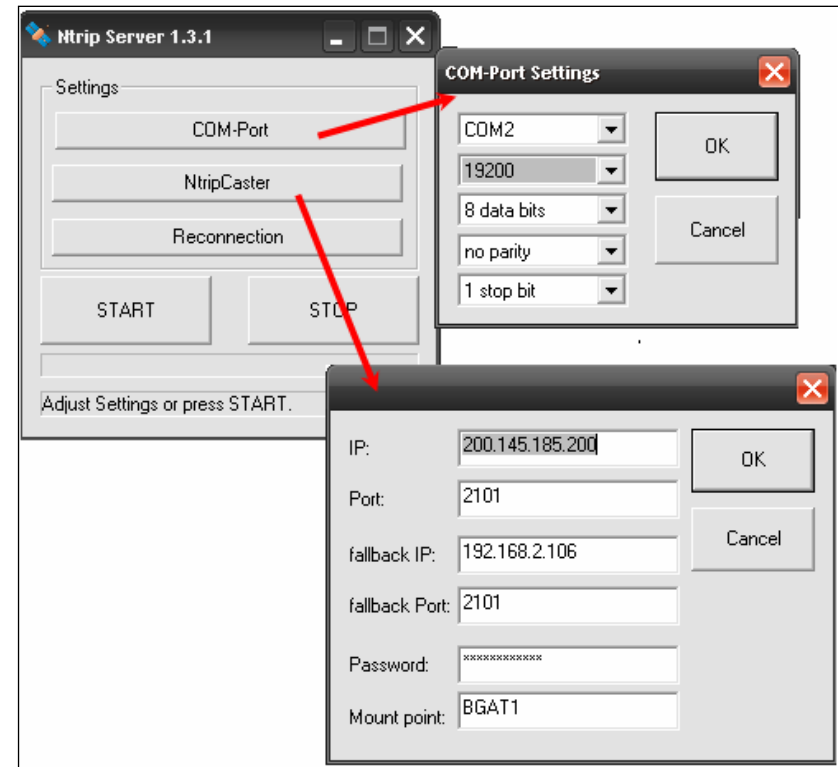 Ntrip Server 1.3.1
Settings
COM-Port
NtripCaster
Reconnection
START
STOP
Adjust Settings or press START.
COM-Port Settings
COM2
19200
8 data bits
no parity
1 stop bit
OK
Cancel
IP: 200.145.185.200
Port: 2101
fallback IP: 192.168.2.106
fallback Port: 2101
Password: ************
Mount point: BGAT1
OK
Cancel